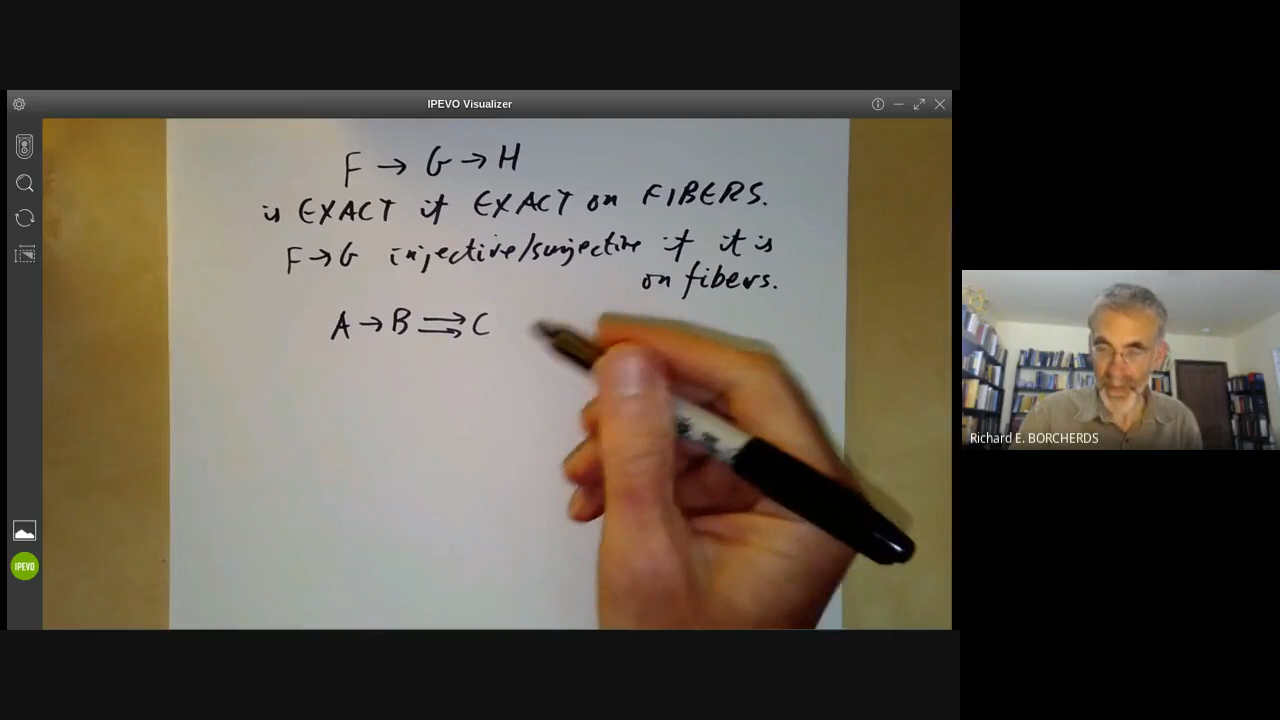 IPEVO Visualizer
F → G → H
is EXACT if EXACT on FIBERS.
F → G injective/surjective if it is
on fibers.
A → B ⇉ C
IPEVO
Richard E. BORCHERDS